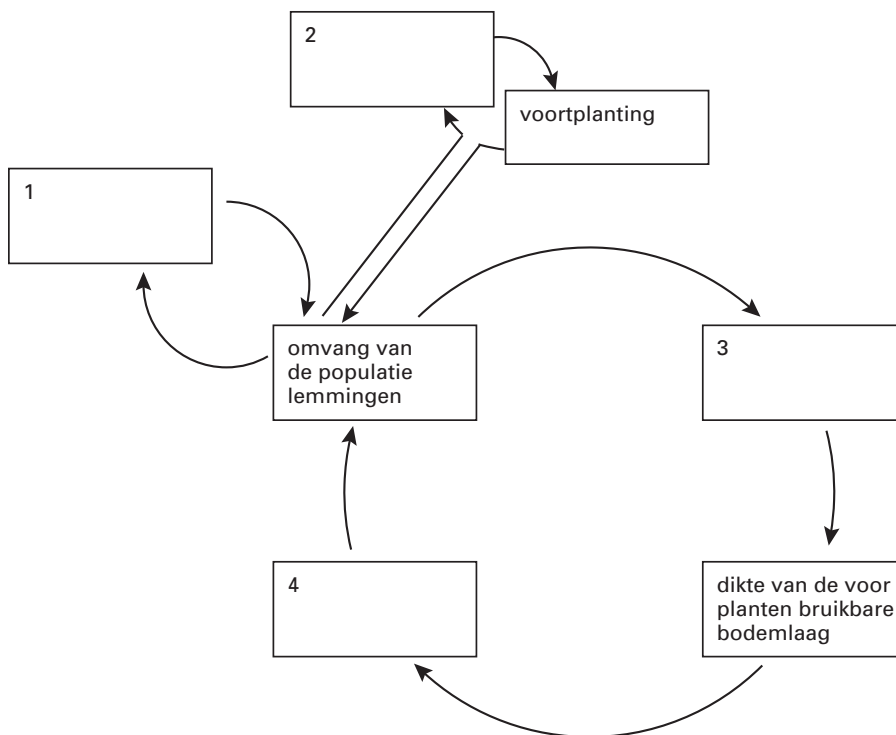 2
voortplanting
1
omvang van
de populatie
lemmingen
3
4
dikte van de voor
planten bruikbare
bodemlaag